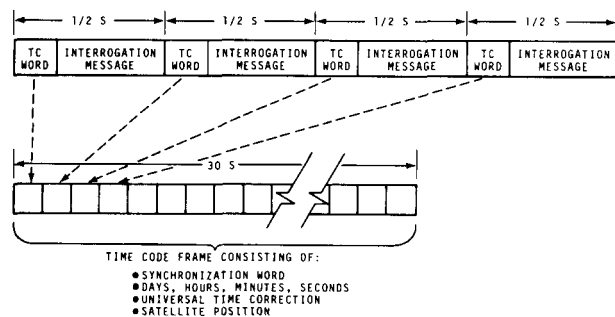 1/2 S 1/2 S 1/2 S 1/2 S
TC WORD INTERROGATION MESSAGE TC WORD INTERROGATION MESSAGE TC WORD INTERROGATION MESSAGE TC WORD INTERROGATION MESSAGE
30 S
TIME CODE FRAME CONSISTING OF:
●SYNCHRONIZATION WORD
●DAYS, HOURS, MINUTES, SECONDS
●UNIVERSAL TIME CORRECTION
●SATELLITE POSITION